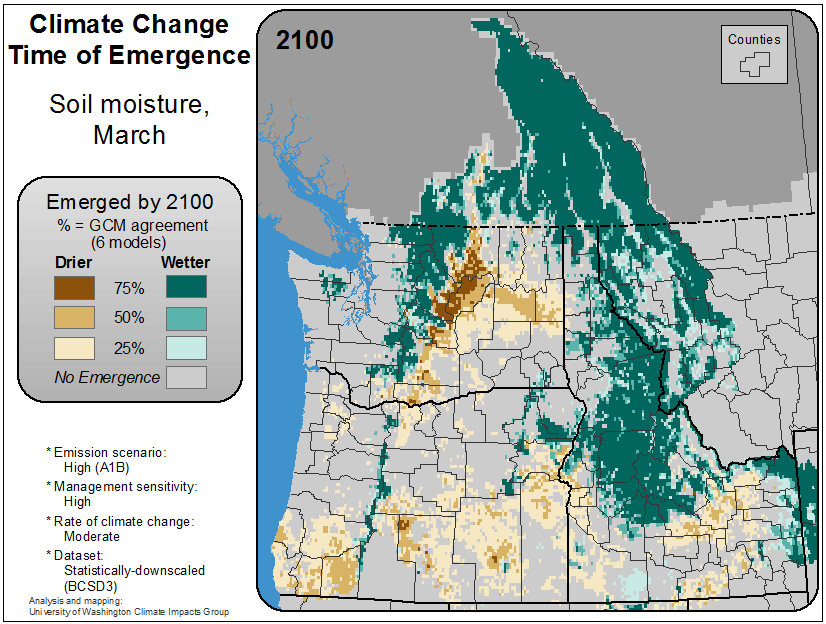 Climate Change
Time of Emergence
Soil moisture,
March
Emerged by 2100
% = GCM agreement
(6 models)
Drier Wetter
75%
50%
25%
No Emergence
* Emission scenario:
High (A1B)
* Management sensitivity:
High
* Rate of climate change:
Moderate
* Dataset:
Statistically-downscaled
(BCSD3)
Analysis and mapping:
University of Washington Climate Impacts Group
2100
Counties